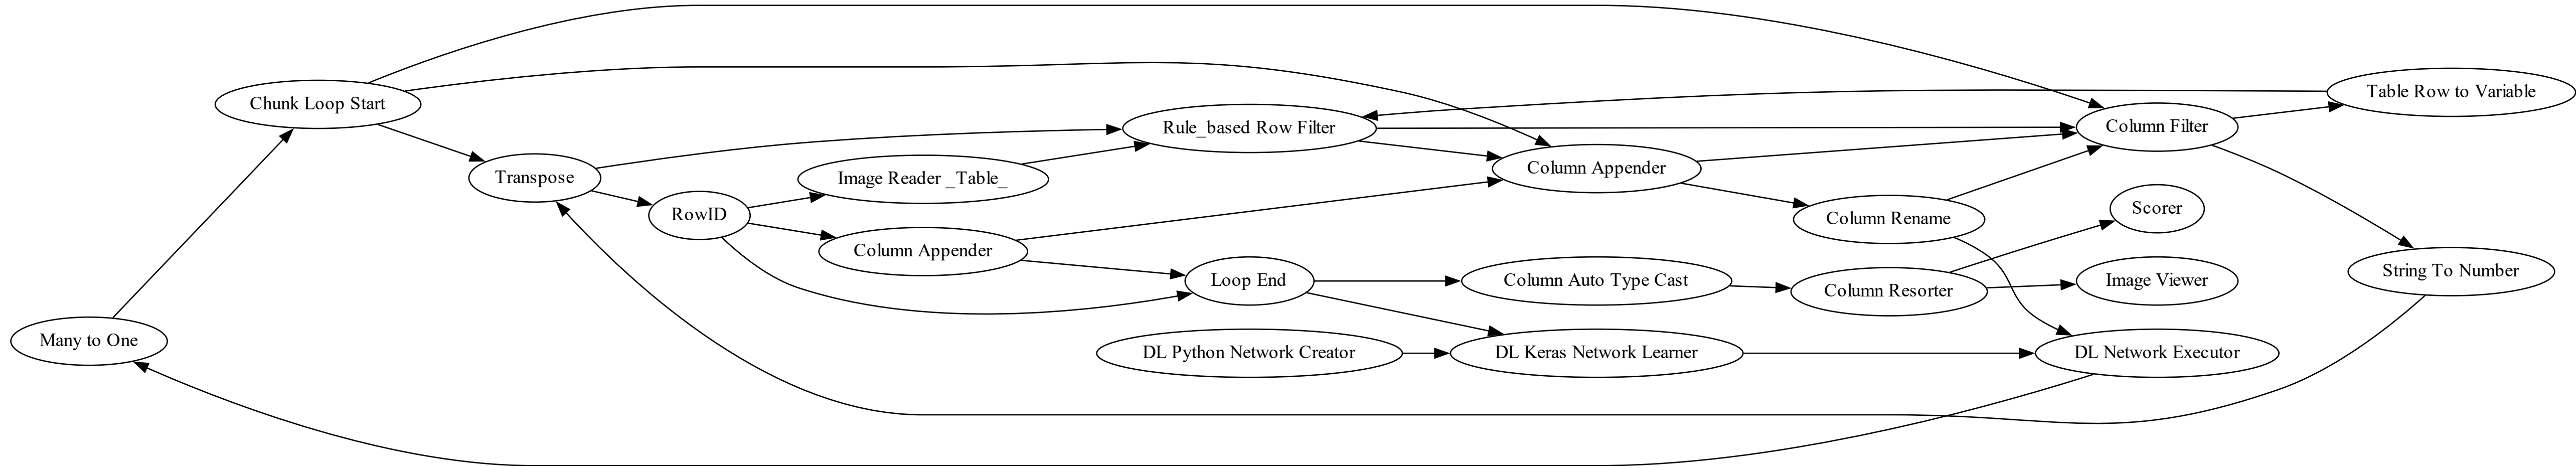 Many to One
Chunk Loop Start
Transpose
RowID
Image Reader _Table_
Column Appender
Rule_based Row Filter
Loop End
DL Python Network Creator
Column Appender
Column Auto Type Cast
DL Keras Network Learner
Column Rename
Column Resorter
Column Filter
Scorer
Image Viewer
DL Network Executor
Table Row to Variable
String To Number